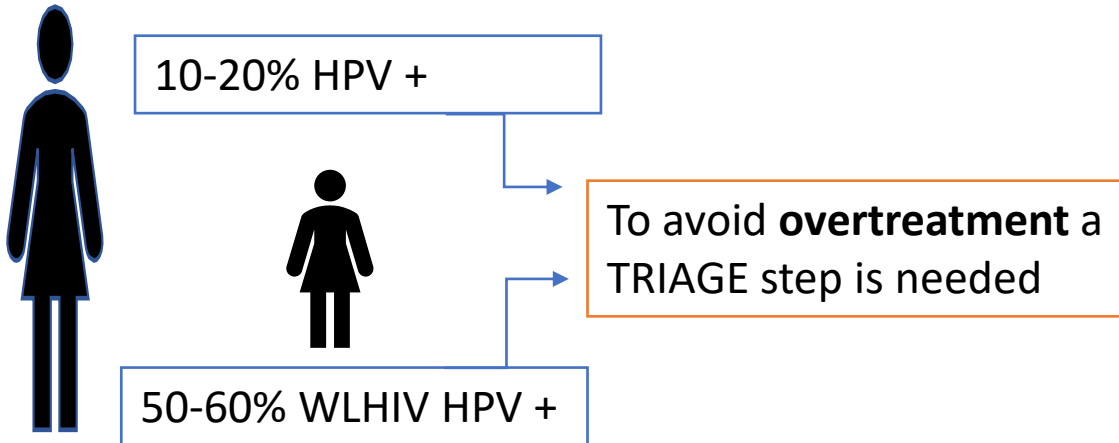 10-20% HPV +
To avoid overtreatment a
TRIAGE step is needed
50-60% WLHIV HPV +